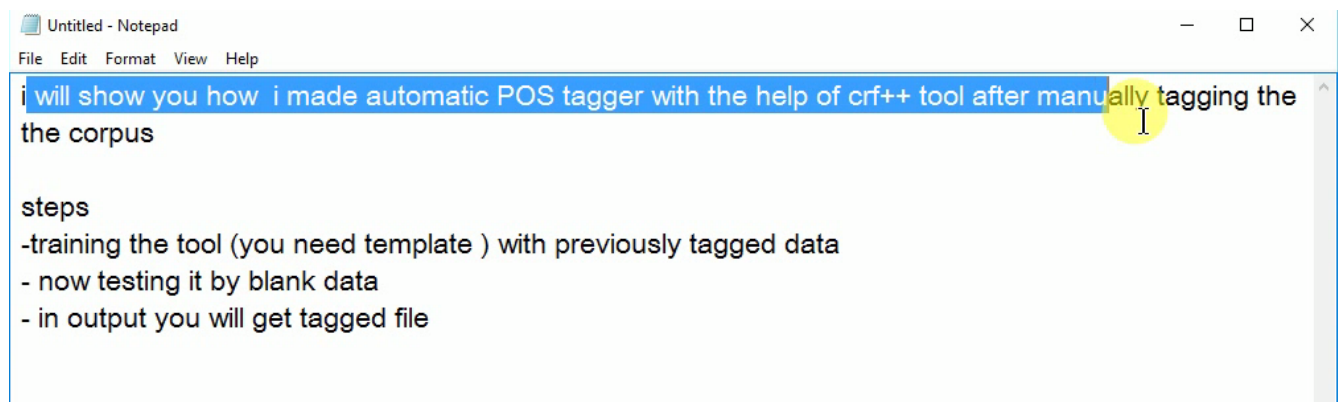 Untitled - Notepad
File Edit Format View Help
i will show you how  i made automatic POS tagger with the help of crf++ tool after manually tagging the
the corpus
steps
-training the tool (you need template ) with previously tagged data
- now testing it by blank data
- in output you will get tagged file